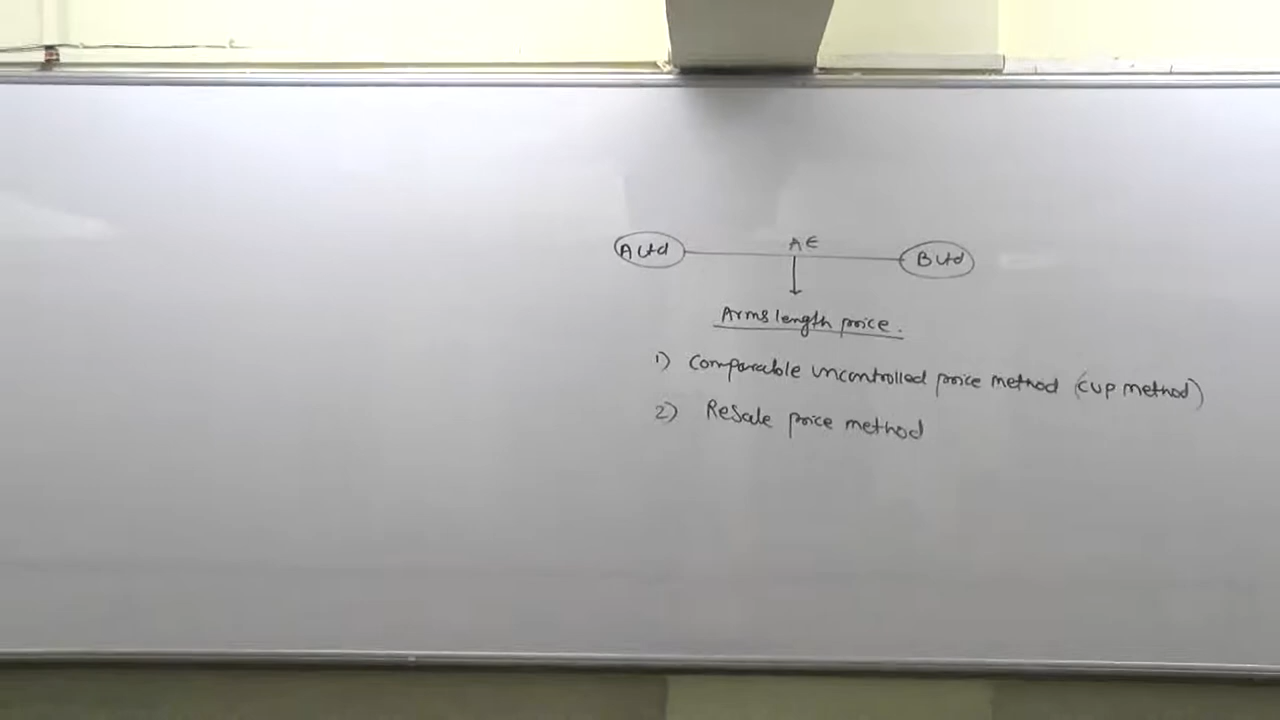 A Ltd AE B Ltd
Arms length price.
1) Comparable uncontrolled price method (CUP method)
2) Resale price method